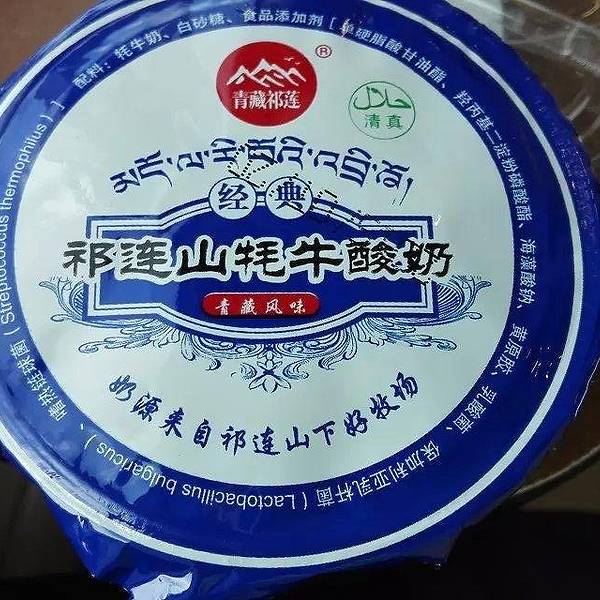 配料：牦牛奶、白砂糖、食品添加剂［单硬脂酸甘油酯、羟丙基二淀粉磷酸酯、海藻酸钠、黄原胶、乳酸菌、保加利亚乳杆菌（Lactobacillus bulgaricus）、嗜热链球菌（Streptococcus thermophilus）］
青藏祁莲
®
حلال
清真
经典
祁连山牦牛酸奶
青藏风味
奶源来自祁连山下好牧场